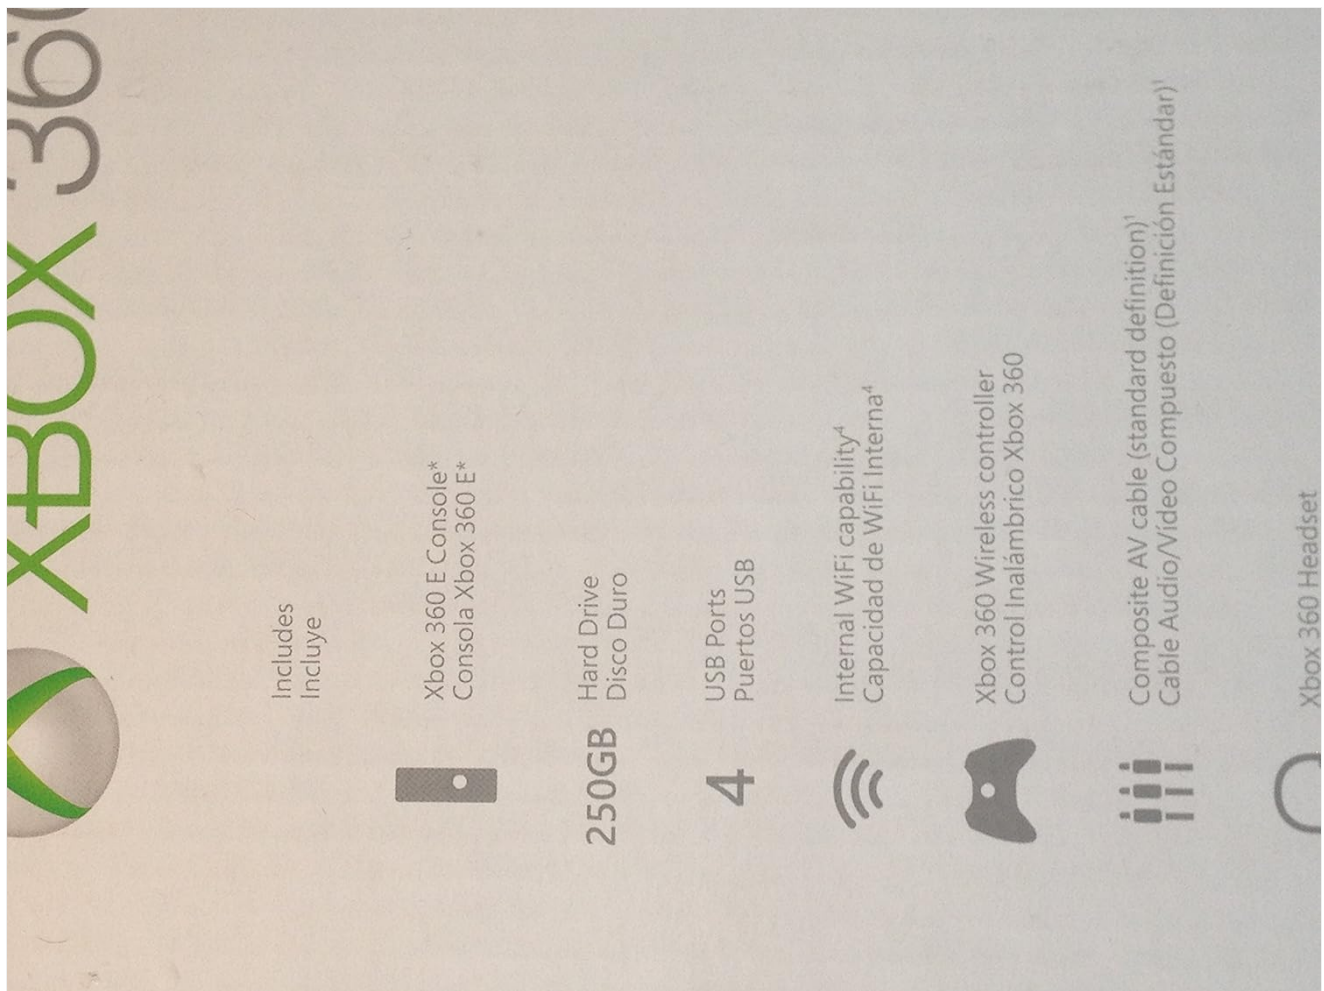 XBOX 360
Includes
Incluye
Xbox 360 E Console*
Consola Xbox 360 E*
250GB
Hard Drive
Disco Duro
4
USB Ports
Puertos USB
Internal WiFi capability⁴
Capacidad de WiFi Interna⁴
Xbox 360 Wireless controller
Control Inalámbrico Xbox 360
Composite AV cable (standard definition)¹
Cable Audio/Vídeo Compuesto (Definición Estándar)¹
Xbox 360 Headset